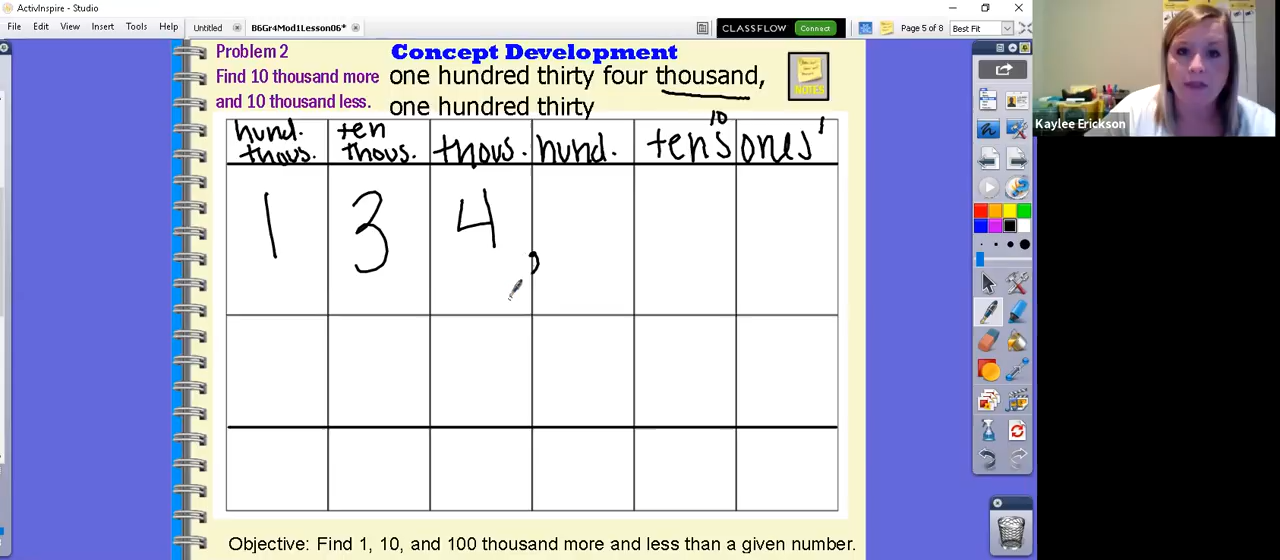 ActivInspire - Studio
File Edit View Insert Tools Help
Untitled
B6Gr4Mod1Lesson06*
CLASSFLOW Connect
Page 5 of 8
Best Fit
Problem 2
Find 10 thousand more
and 10 thousand less.
Concept Development
one hundred thirty four thousand,
one hundred thirty
NOTES
hund. thous.
ten thous.
thous.
hund.
tens 10
ones 1
1 3 4 ,
Objective: Find 1, 10, and 100 thousand more and less than a given number.
Kaylee Erickson